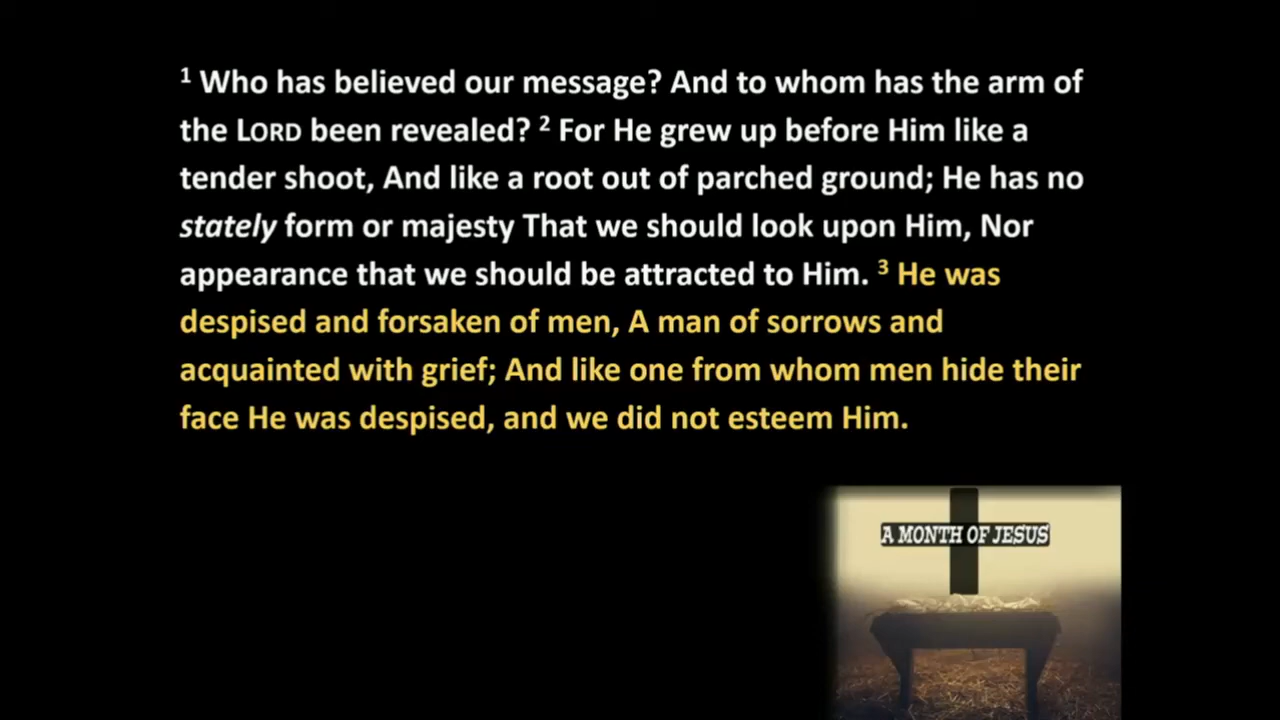 1 Who has believed our message? And to whom has the arm of
the LORD been revealed? 2 For He grew up before Him like a
tender shoot, And like a root out of parched ground; He has no
stately form or majesty That we should look upon Him, Nor
appearance that we should be attracted to Him. 3 He was
despised and forsaken of men, A man of sorrows and
acquainted with grief; And like one from whom men hide their
face He was despised, and we did not esteem Him.
A MONTH OF JESUS